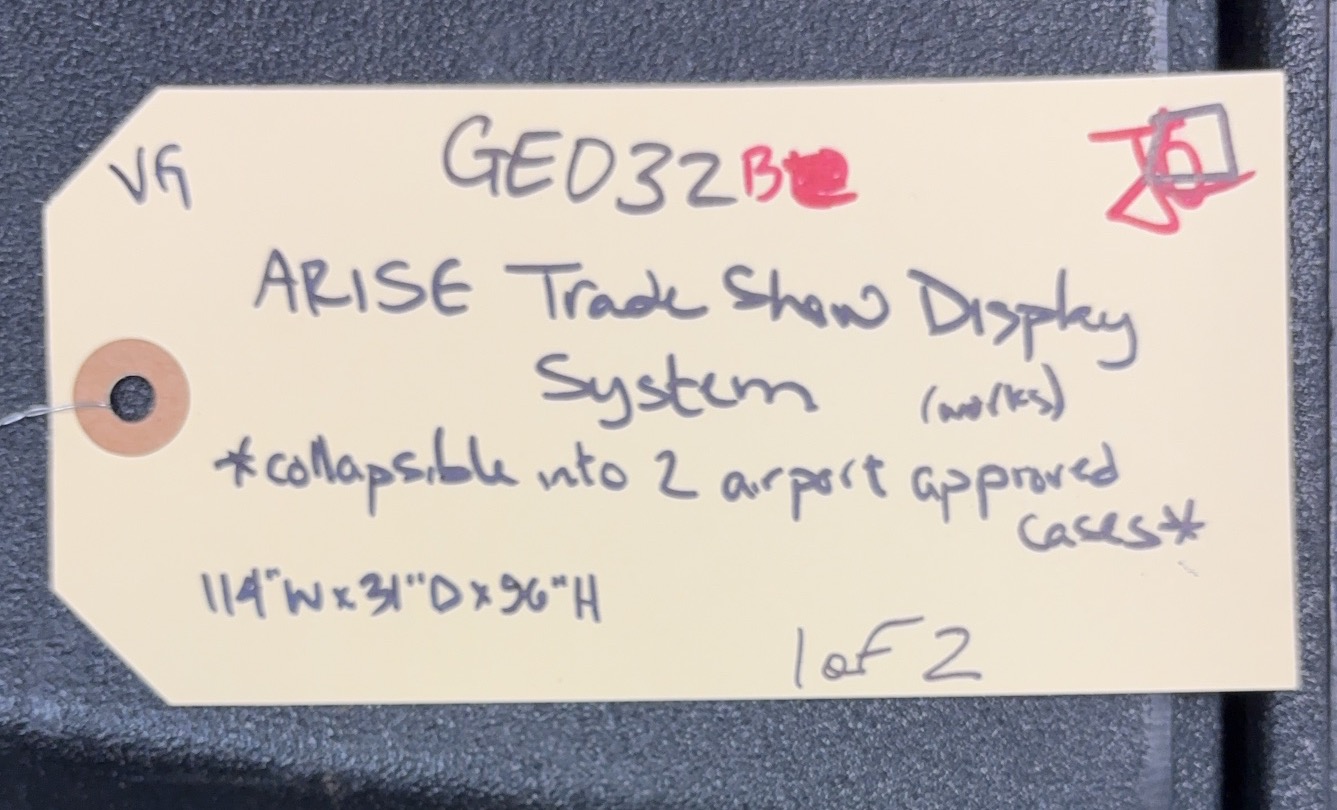 VG
GEO32 B
ARISE Trade Show Display
System (works)
*collapsible into 2 airport approved
cases*
114"W x 31"D x 96"H
1 of 2